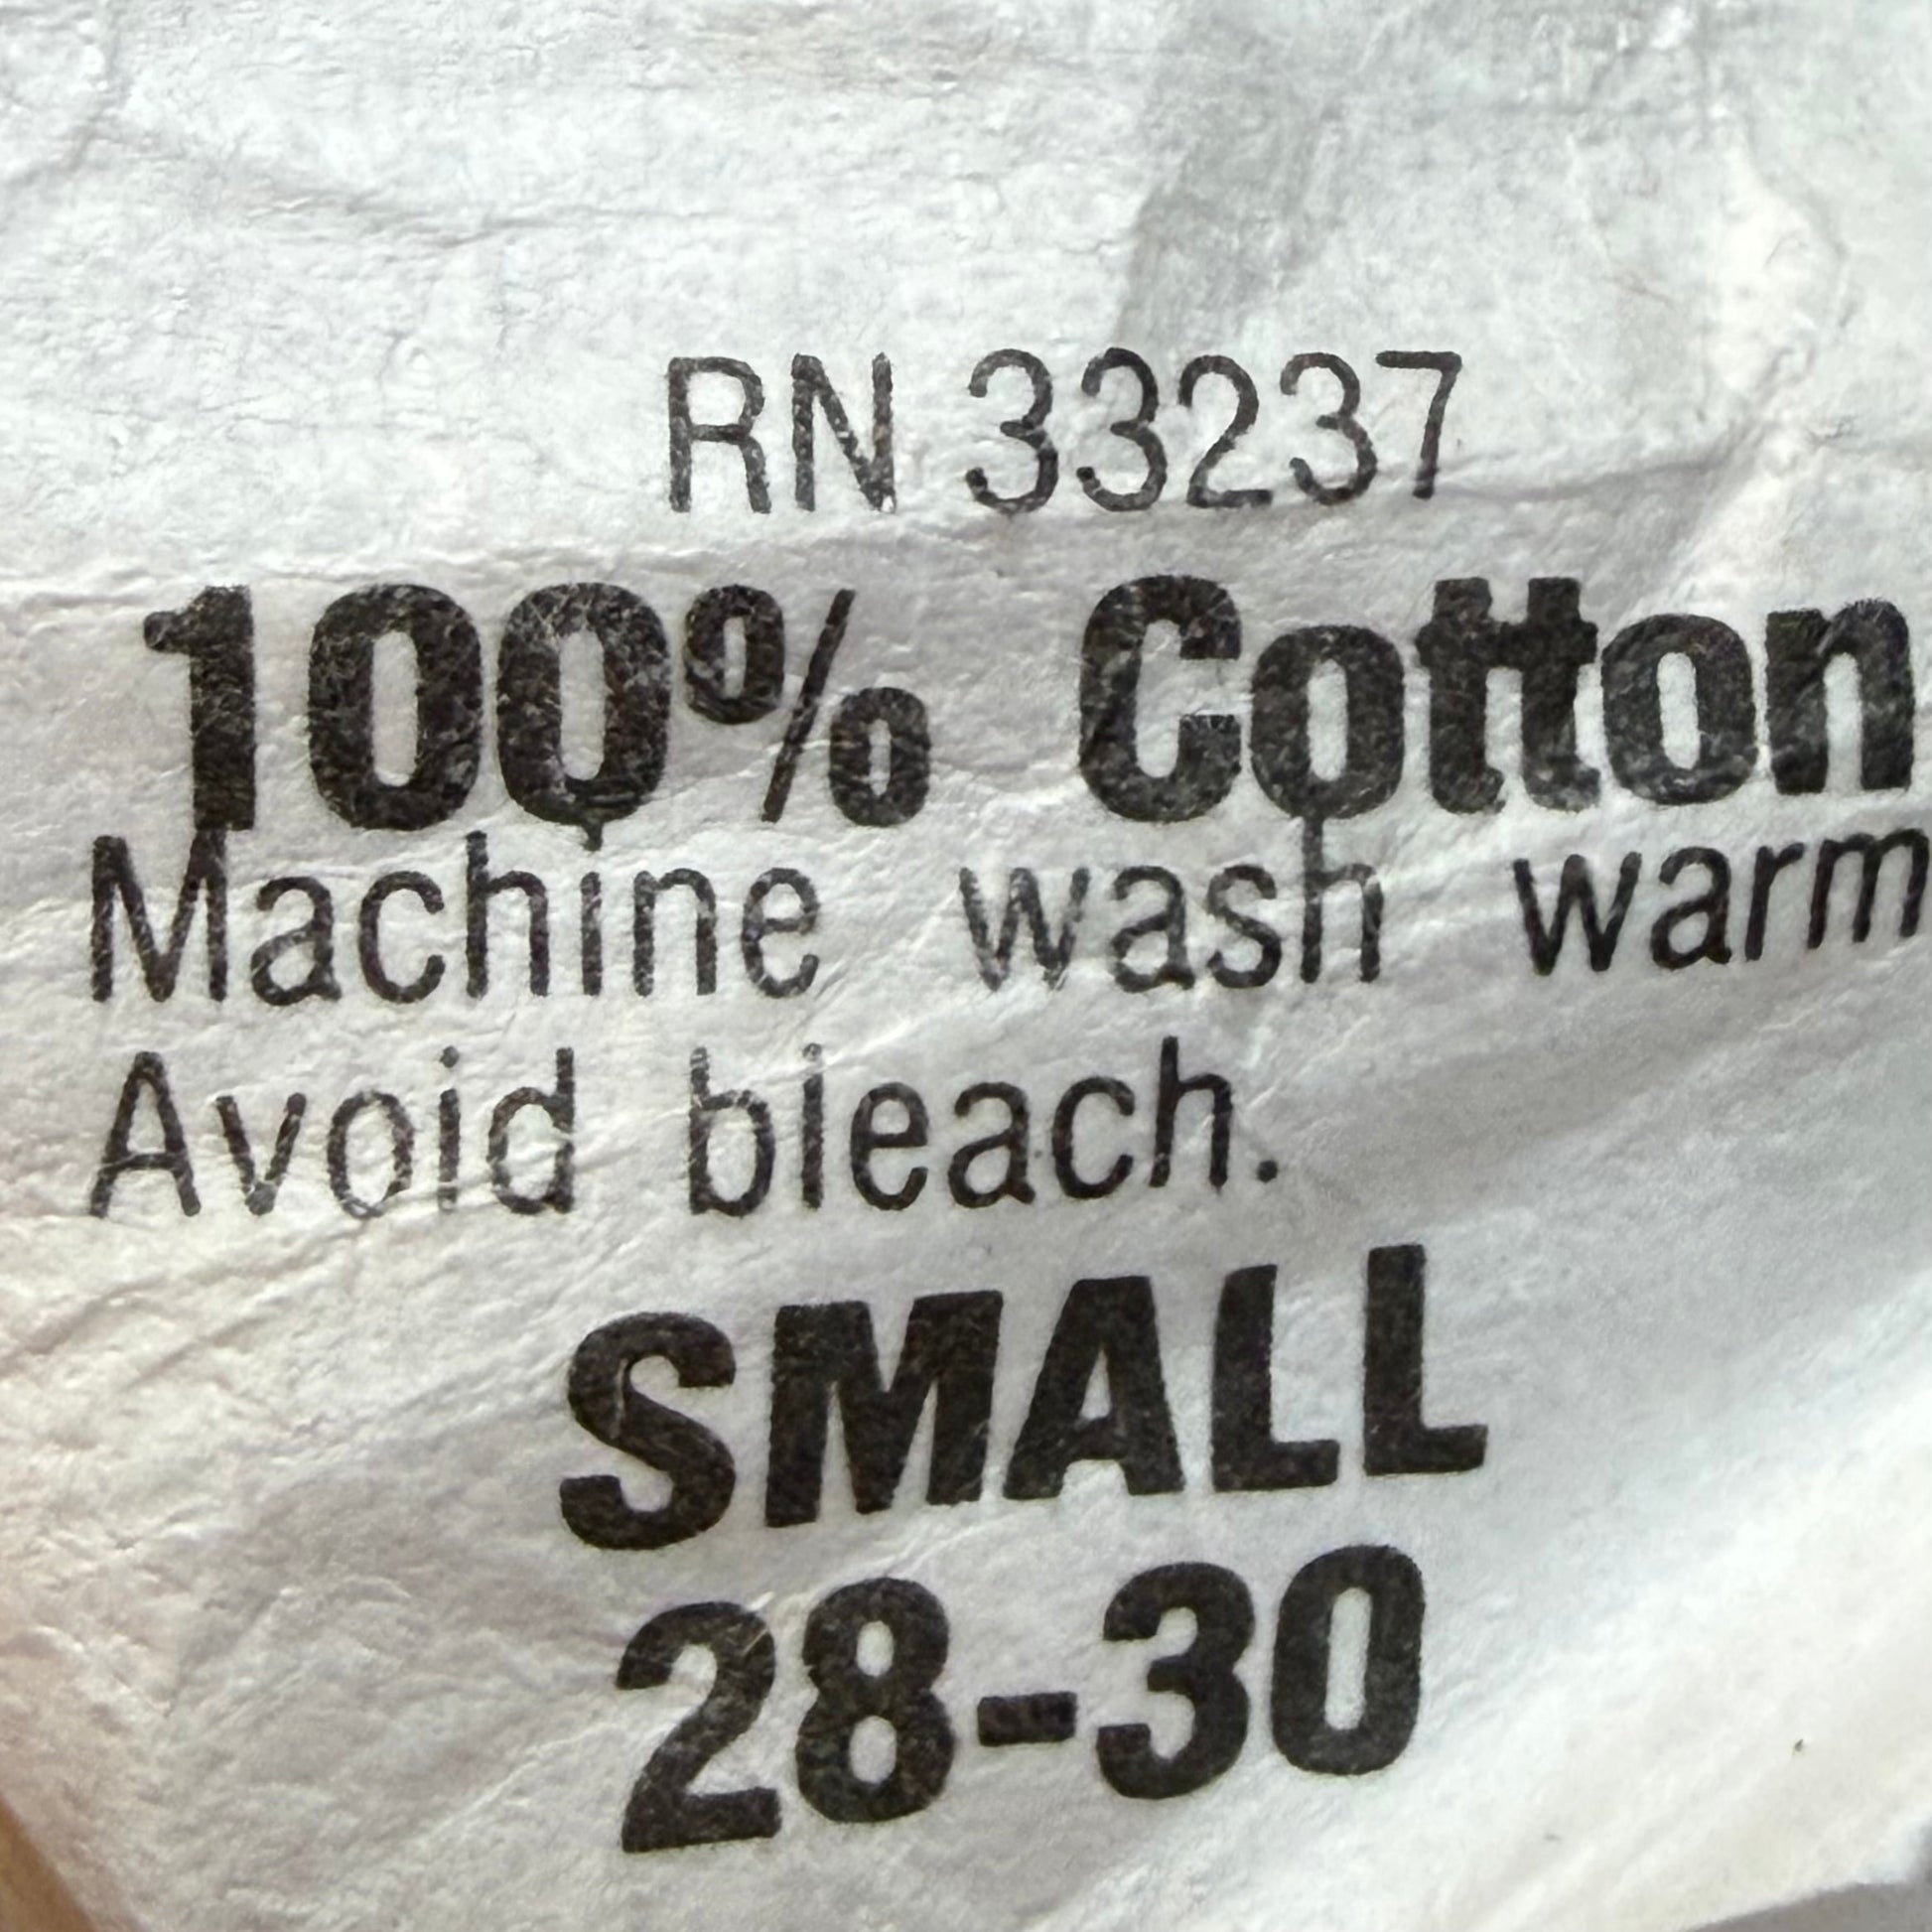 RN 33237
100% Cotton
Machine wash warm
Avoid bleach.
SMALL
28-30